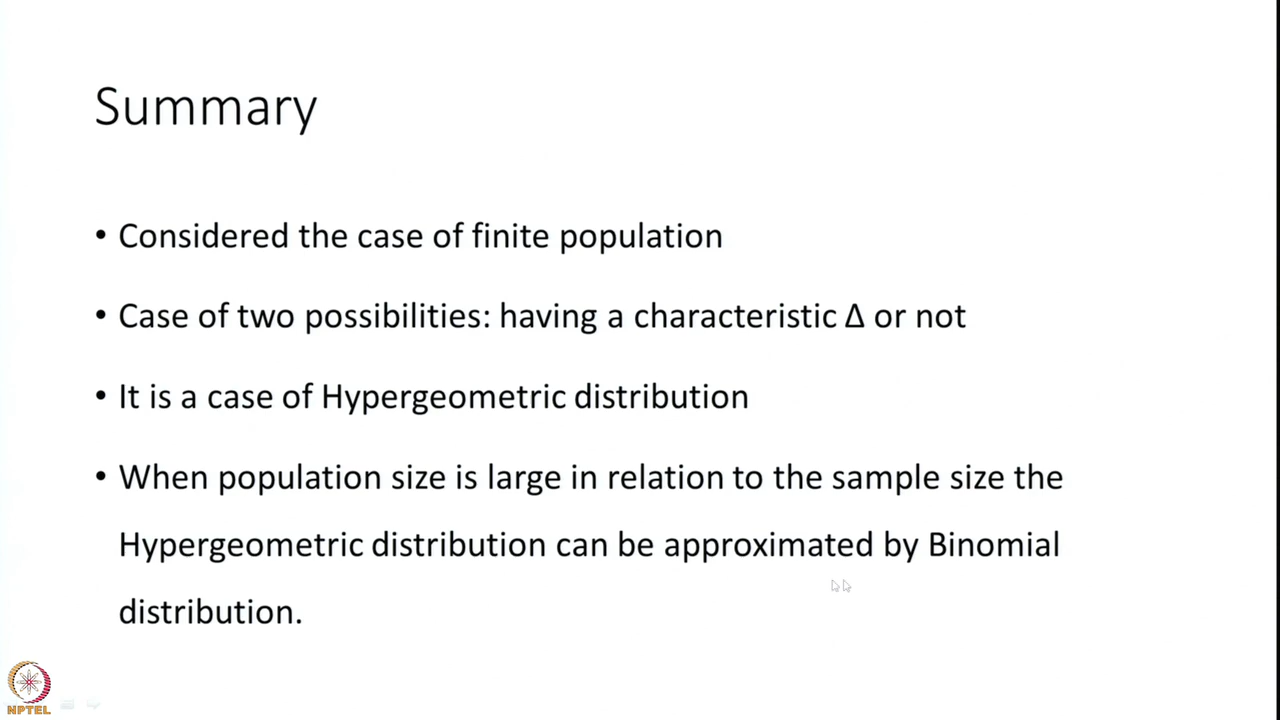 Summary
• Considered the case of finite population
• Case of two possibilities: having a characteristic Δ or not
• It is a case of Hypergeometric distribution
• When population size is large in relation to the sample size the
Hypergeometric distribution can be approximated by Binomial
distribution.
NPTEL